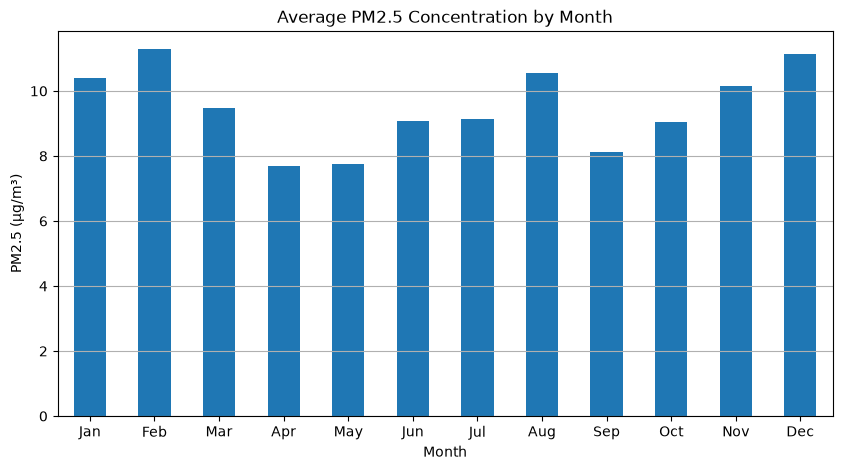 Average PM2.5 Concentration by Month
PM2.5 (µg/m³)
10
8
6
4
2
0
Jan Feb Mar Apr May Jun Jul Aug Sep Oct Nov Dec
Month